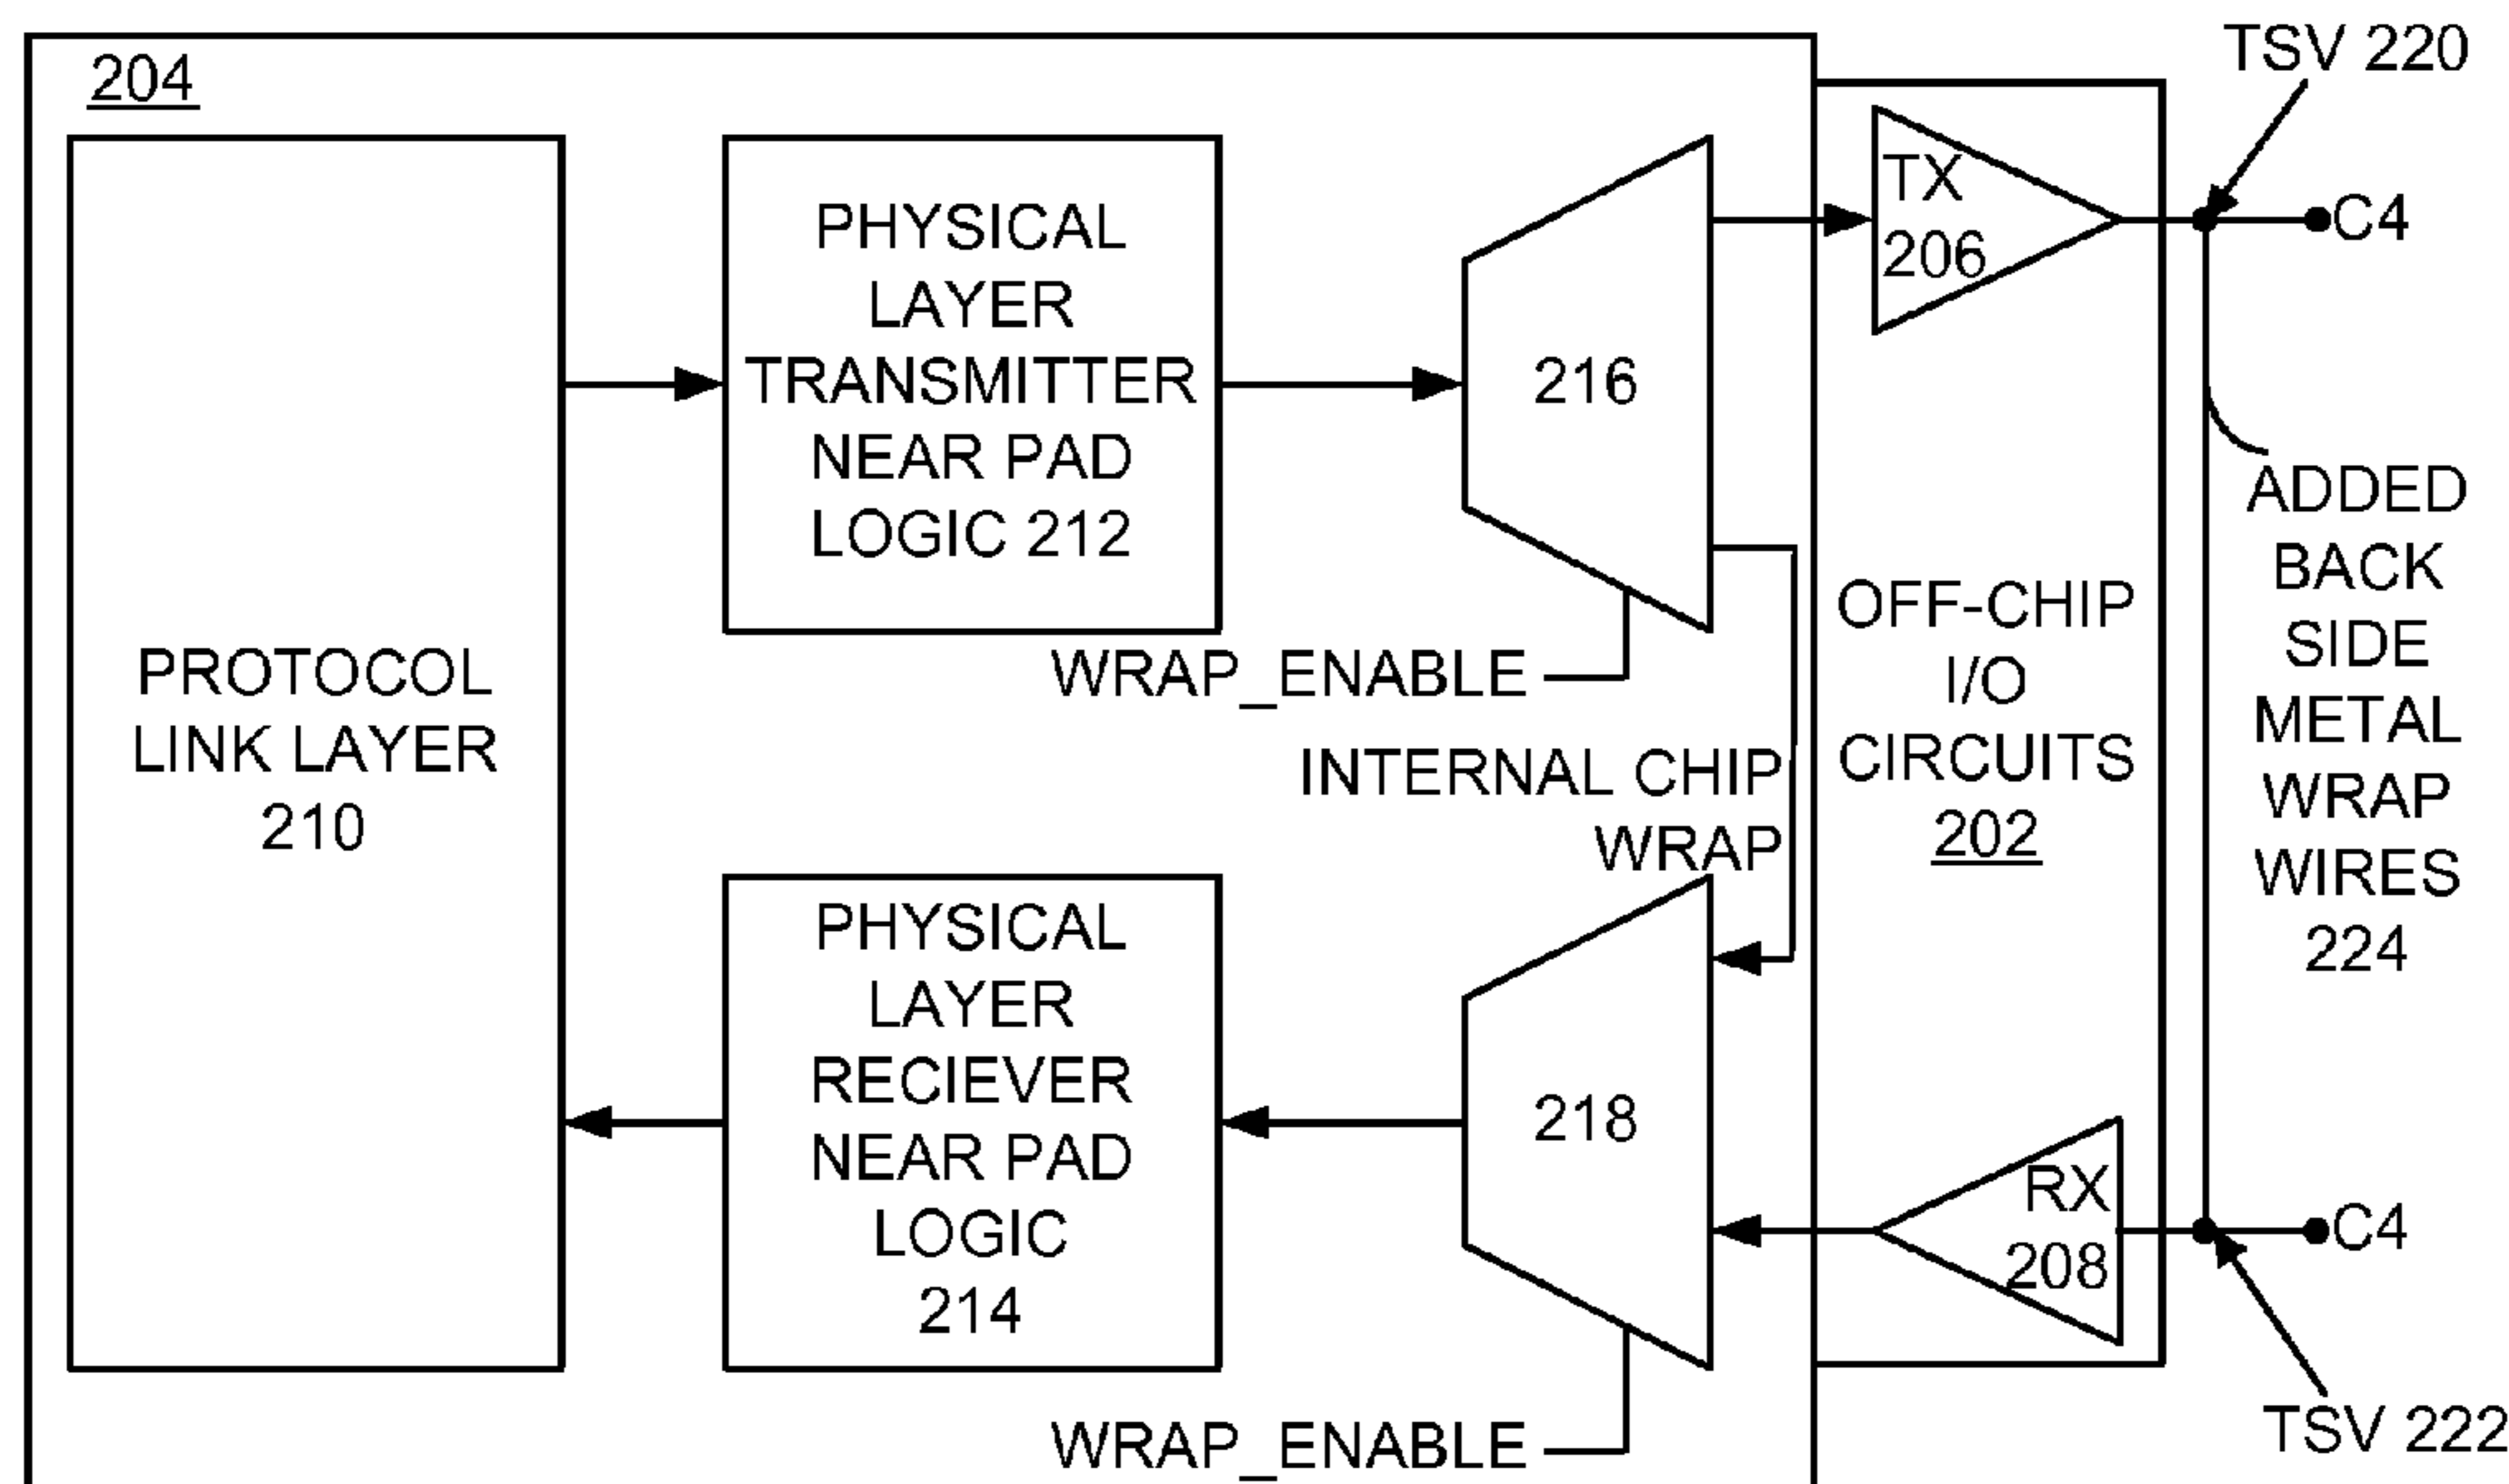 204
TSV 220
PROTOCOL
LINK LAYER
210
PHYSICAL
LAYER
TRANSMITTER
NEAR PAD
LOGIC 212
216
WRAP_ENABLE
INTERNAL CHIP
WRAP
TX
206
C4
OFF-CHIP
I/O
CIRCUITS
202
ADDED
BACK
SIDE
METAL
WRAP
WIRES
224
PHYSICAL
LAYER
RECIEVER
NEAR PAD
LOGIC
214
218
WRAP_ENABLE
RX
208
C4
TSV 222